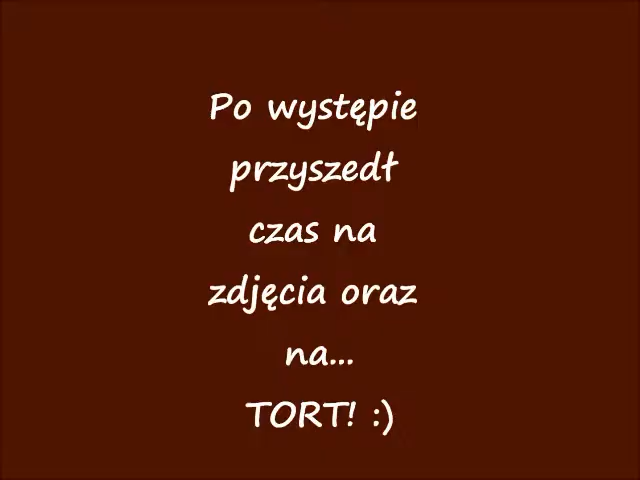 Po występie
przyszedł
czas na
zdjęcia oraz
na...
TORT! :)